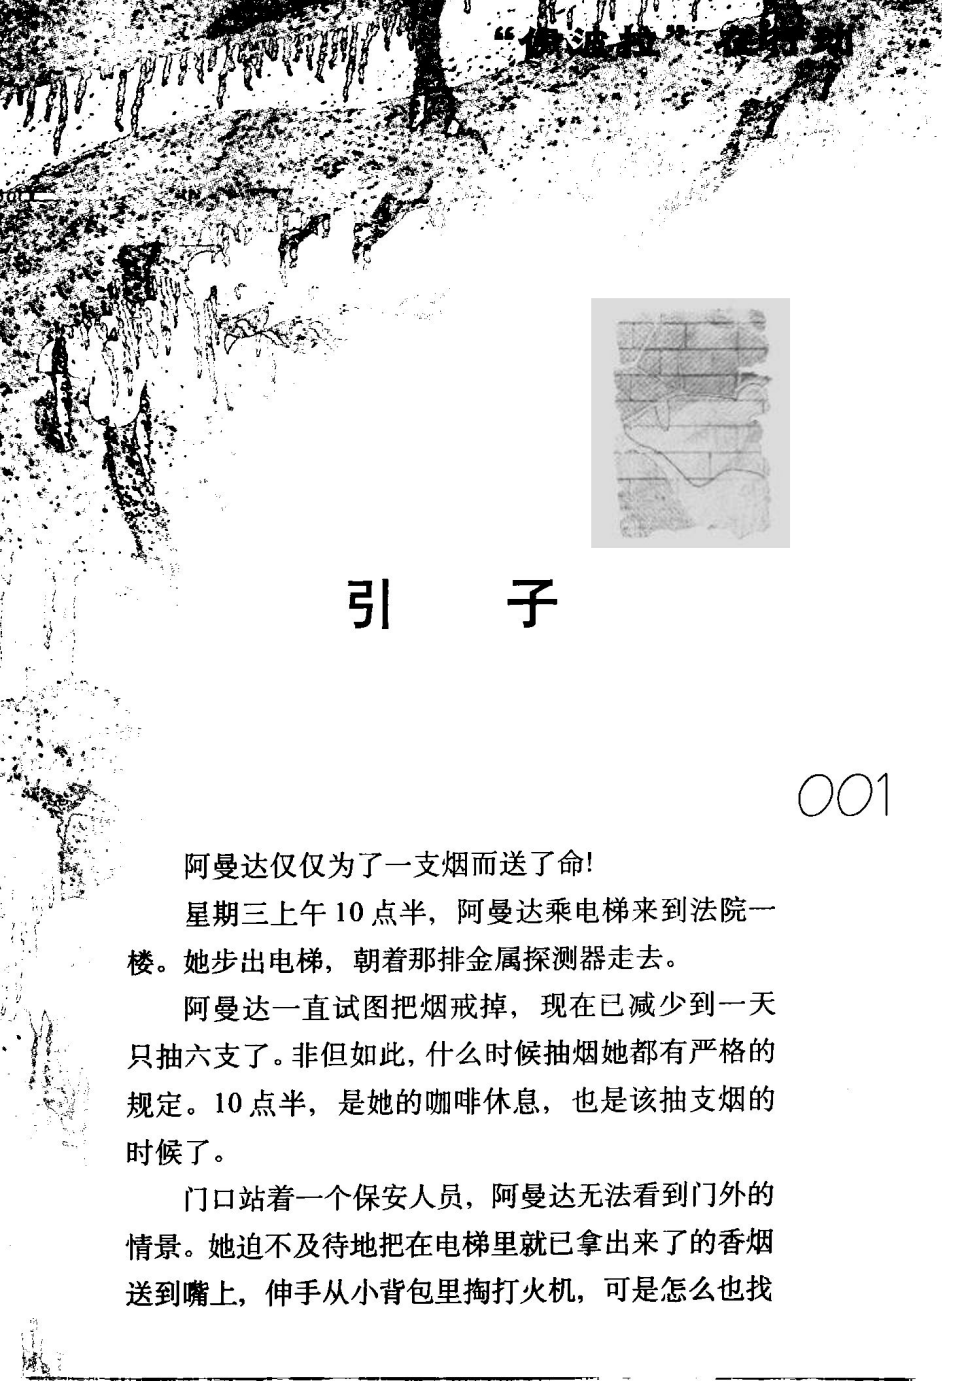 “伊波拉”在行动
引 子
001
阿曼达仅仅为了一支烟而送了命!
星期三上午10点半，阿曼达乘电梯来到法院一
楼。她步出电梯，朝着那排金属探测器走去。
阿曼达一直试图把烟戒掉，现在已减少到一天
只抽六支了。非但如此，什么时候抽烟她都有严格的
规定。10点半，是她的咖啡休息，也是该抽支烟的
时候了。
门口站着一个保安人员，阿曼达无法看到门外的
情景。她迫不及待地把在电梯里就已拿出来了的香烟
送到嘴上，伸手从小背包里掏打火机，可是怎么也找